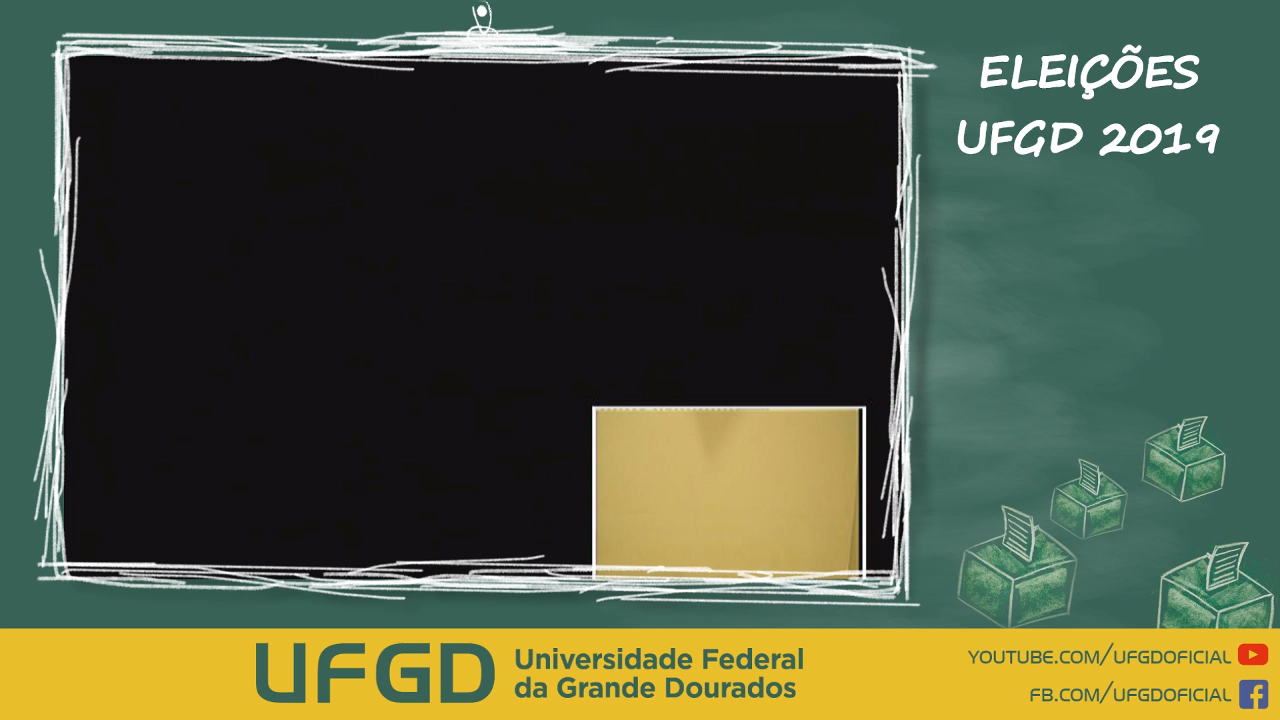 ELEIÇÕES
UFGD 2019
UFGD
Universidade Federal
da Grande Dourados
YOUTUBE.COM/UFGDOFICIAL
FB.COM/UFGDOFICIAL